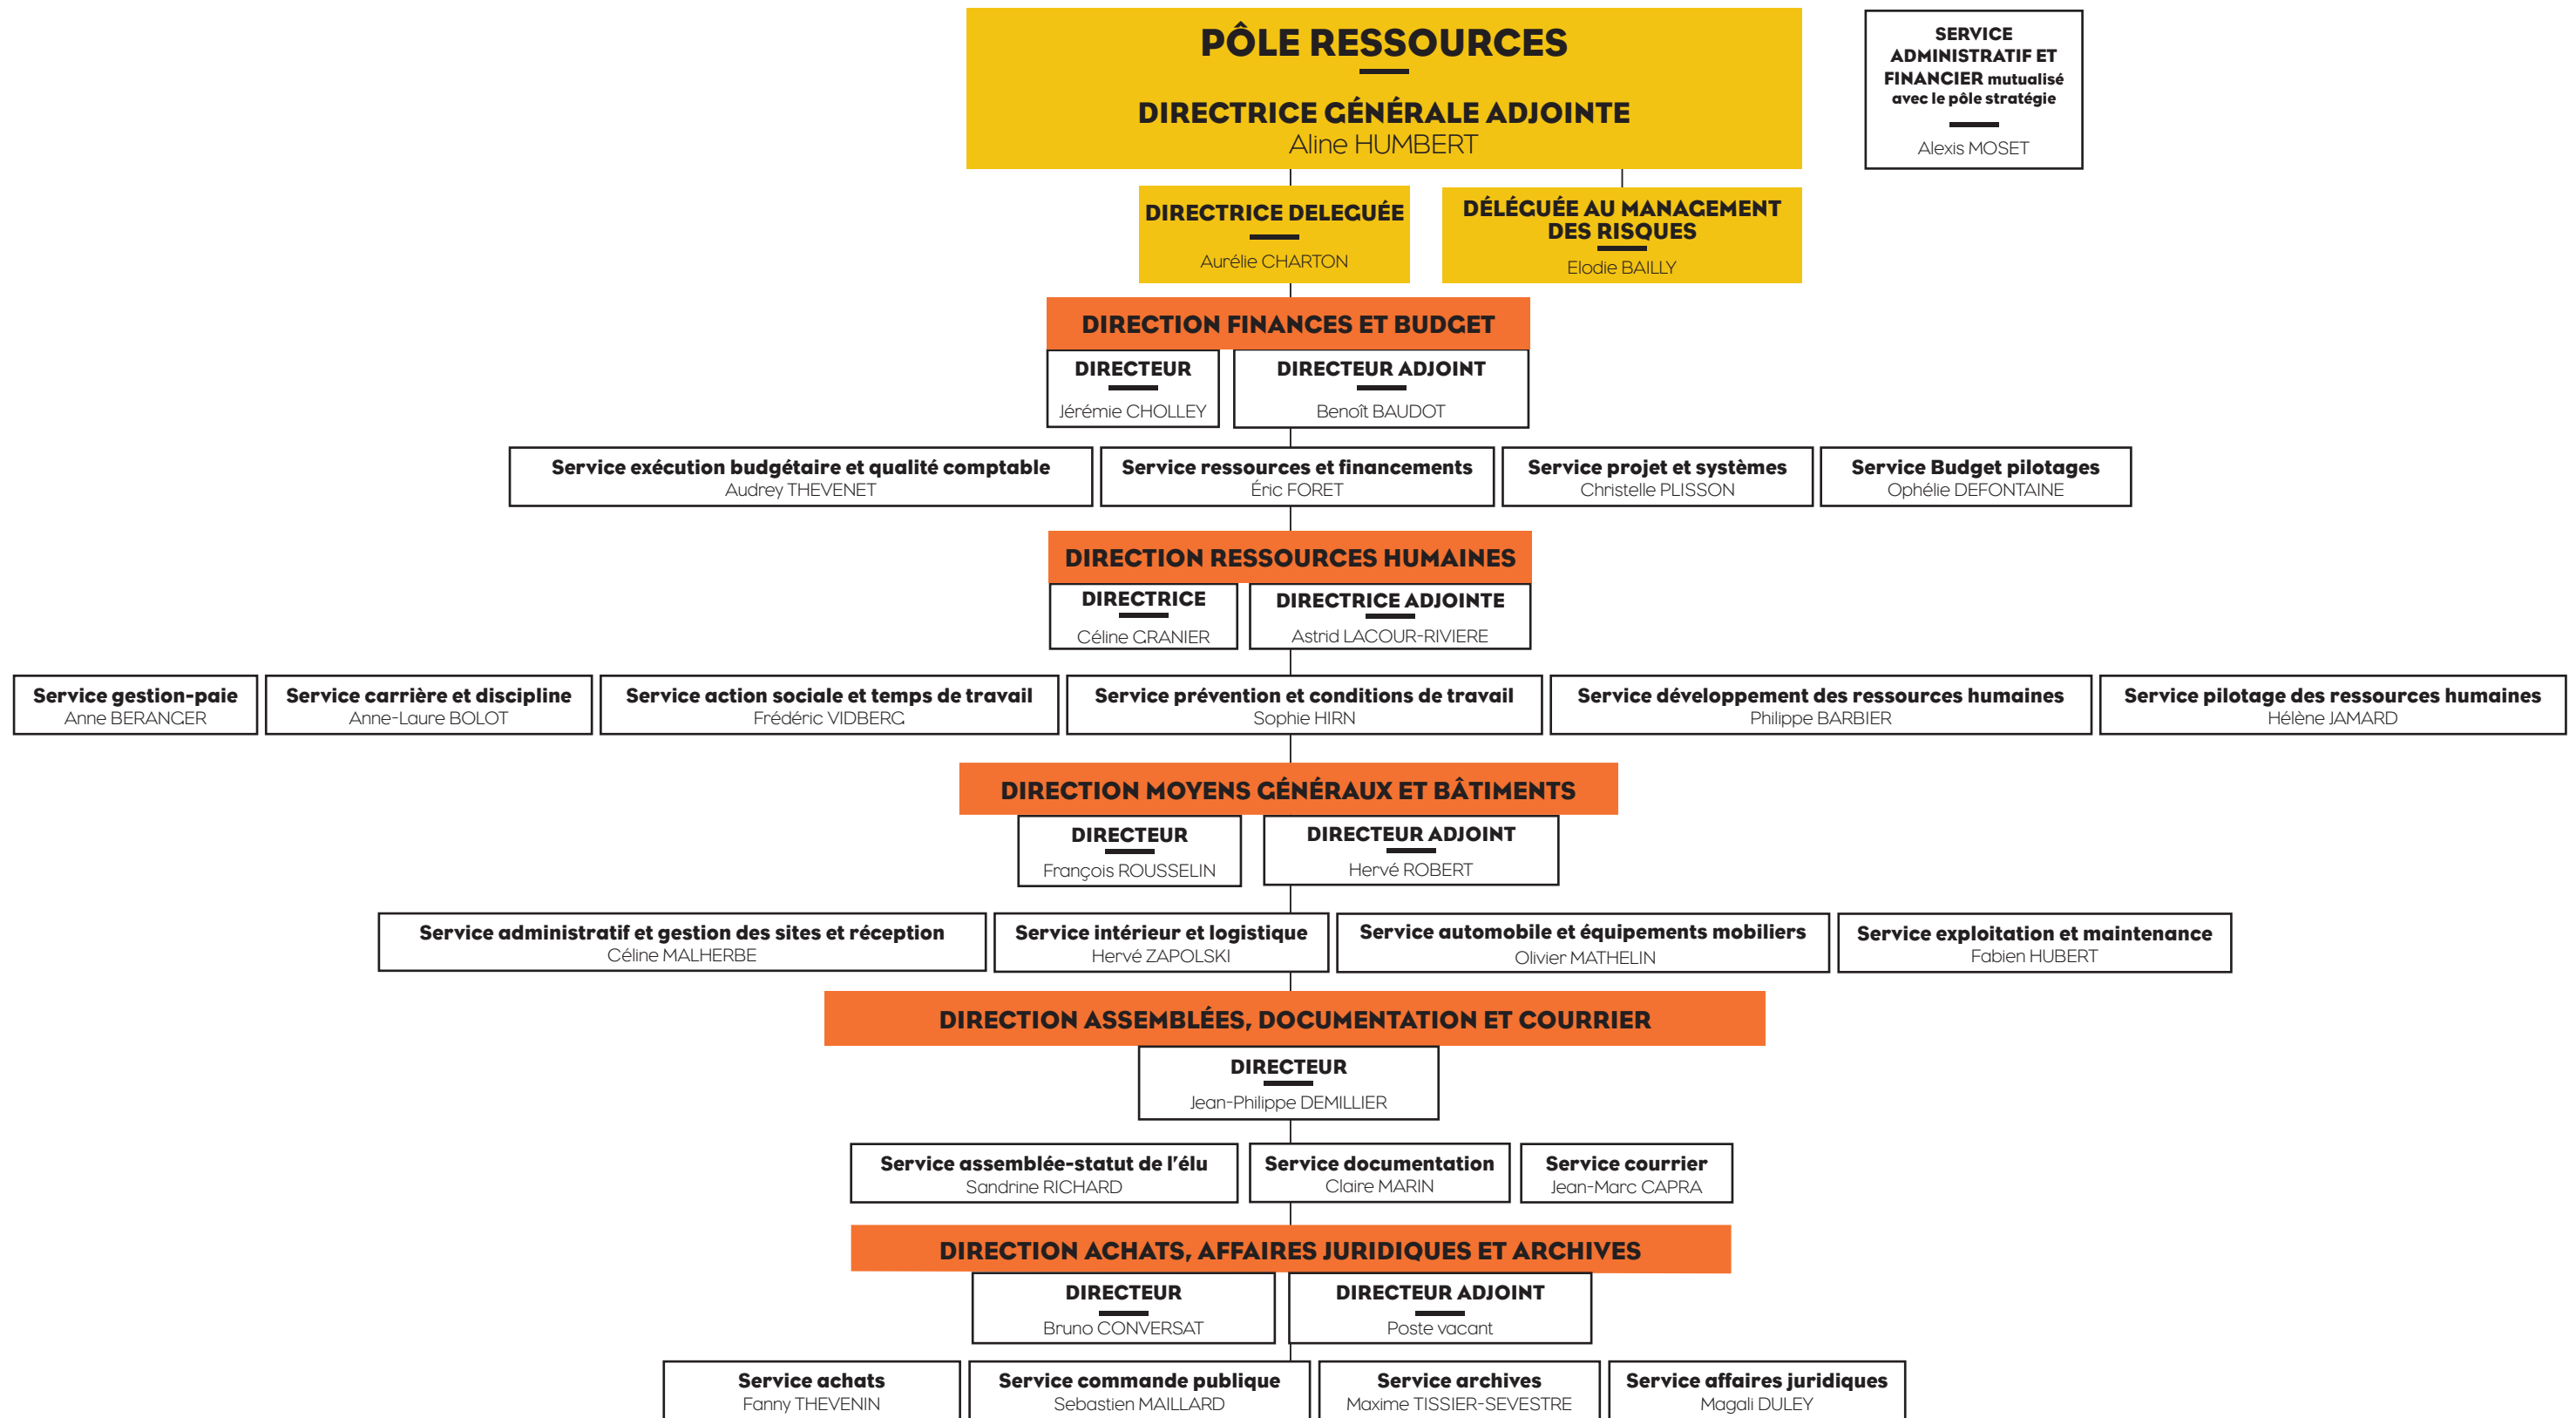 PÔLE RESSOURCES
DIRECTRICE GÉNÉRALE ADJOINTE
Aline HUMBERT
SERVICE
ADMINISTRATIF ET
FINANCIER mutualisé
avec le pôle stratégie
Alexis MOSET
DIRECTRICE DELEGUÉE
Aurélie CHARTON
DÉLÉGUÉE AU MANAGEMENT
DES RISQUES
Elodie BAILLY
DIRECTION FINANCES ET BUDGET
DIRECTEUR
Jérémie CHOLLEY
DIRECTEUR ADJOINT
Benoît BAUDOT
Service exécution budgétaire et qualité comptable
Audrey THEVENET
Service ressources et financements
Éric FORET
Service projet et systèmes
Christelle PLISSON
Service Budget pilotages
Ophélie DEFONTAINE
DIRECTION RESSOURCES HUMAINES
DIRECTRICE
Céline GRANIER
DIRECTRICE ADJOINTE
Astrid LACOUR-RIVIERE
Service gestion-paie
Anne BERANGER
Service carrière et discipline
Anne-Laure BOLOT
Service action sociale et temps de travail
Frédéric VIDBERG
Service prévention et conditions de travail
Sophie HIRN
Service développement des ressources humaines
Philippe BARBIER
Service pilotage des ressources humaines
Hélène JAMARD
DIRECTION MOYENS GÉNÉRAUX ET BÂTIMENTS
DIRECTEUR
François ROUSSELIN
DIRECTEUR ADJOINT
Hervé ROBERT
Service administratif et gestion des sites et réception
Céline MALHERBE
Service intérieur et logistique
Hervé ZAPOLSKI
Service automobile et équipements mobiliers
Olivier MATHELIN
Service exploitation et maintenance
Fabien HUBERT
DIRECTION ASSEMBLÉES, DOCUMENTATION ET COURRIER
DIRECTEUR
Jean-Philippe DEMILLIER
Service assemblée-statut de l'élu
Sandrine RICHARD
Service documentation
Claire MARIN
Service courrier
Jean-Marc CAPRA
DIRECTION ACHATS, AFFAIRES JURIDIQUES ET ARCHIVES
DIRECTEUR
Bruno CONVERSAT
DIRECTEUR ADJOINT
Poste vacant
Service achats
Fanny THEVENIN
Service commande publique
Sebastien MAILLARD
Service archives
Maxime TISSIER-SEVESTRE
Service affaires juridiques
Magali DULEY